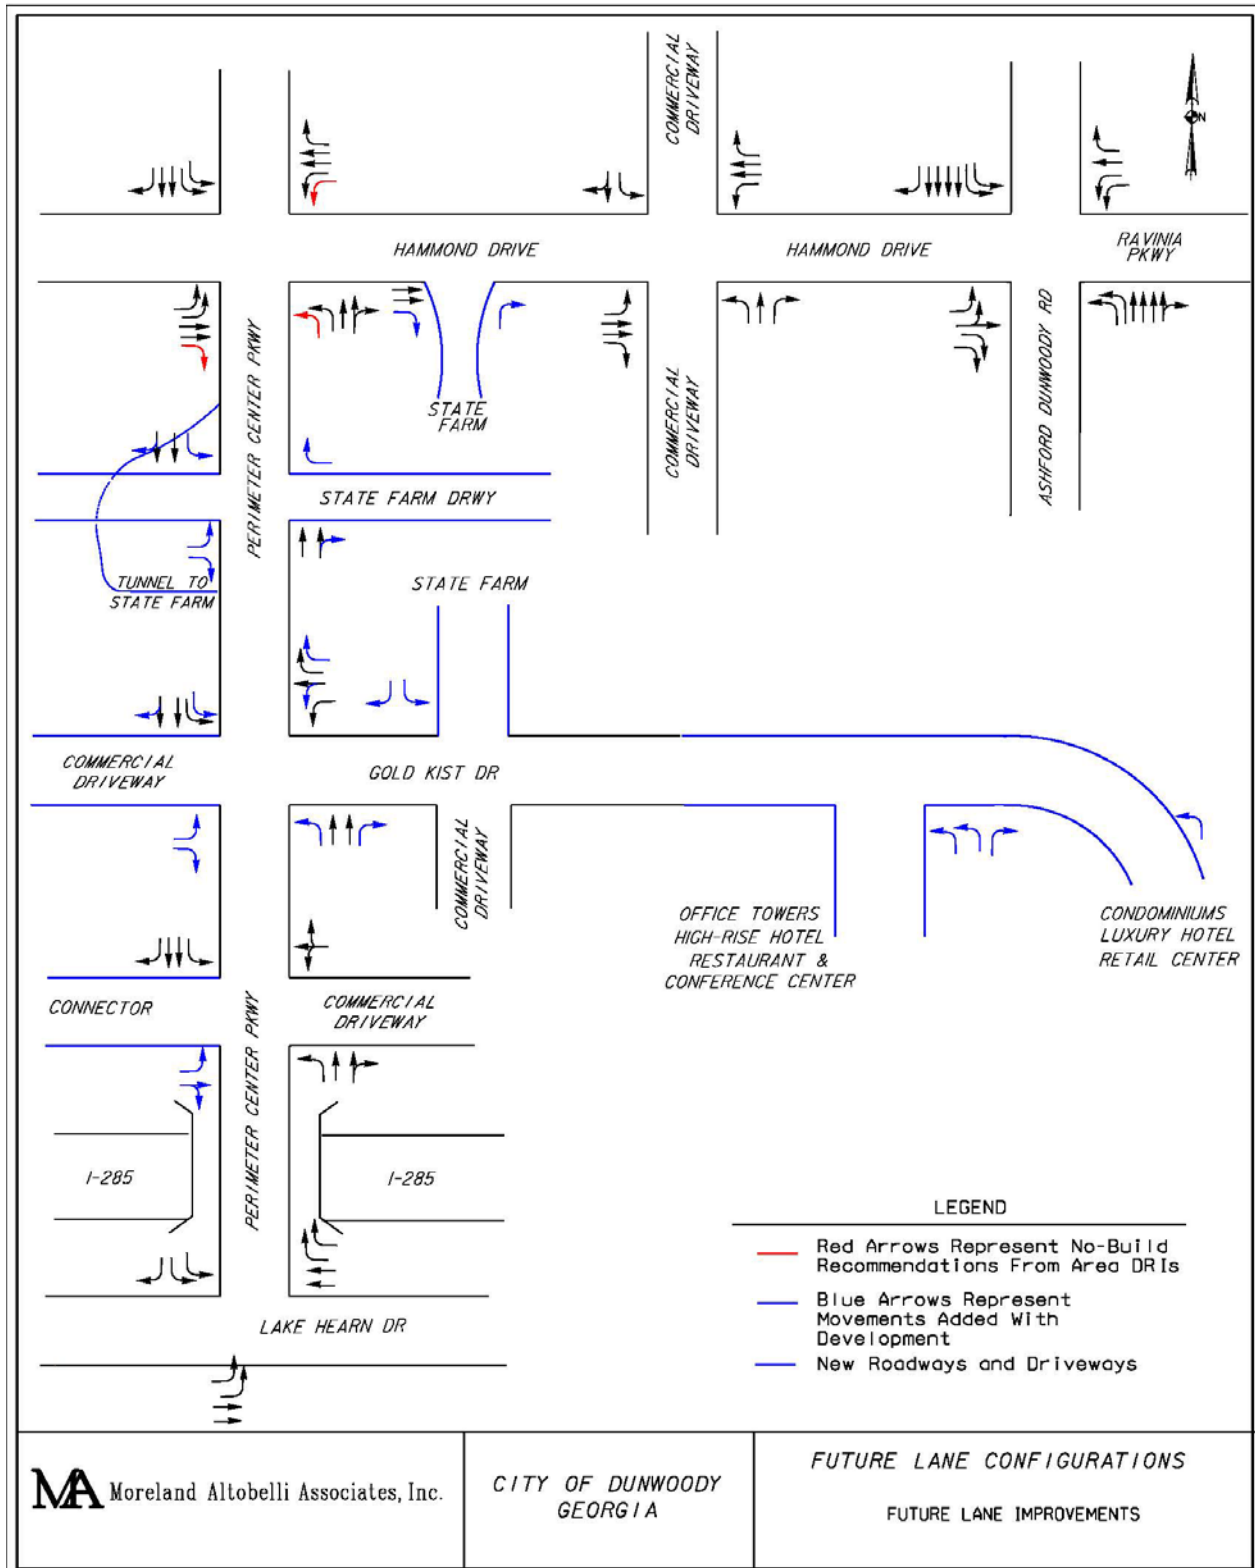 COMMERCIAL
DRIVEWAY
N
HAMMOND DRIVE
HAMMOND DRIVE
RAVINIA
PKWY
PERIMETER CENTER PKWY
STATE
FARM
COMMERCIAL
DRIVEWAY
ASHFORD DUNWOODY RD
STATE FARM DRWY
TUNNEL TO
STATE FARM
STATE FARM
COMMERCIAL
DRIVEWAY
GOLD KIST DR
COMMERCIAL
DRIVEWAY
OFFICE TOWERS
HIGH-RISE HOTEL
RESTAURANT &
CONFERENCE CENTER
CONDOMINIUMS
LUXURY HOTEL
RETAIL CENTER
CONNECTOR
PERIMETER CENTER PKWY
COMMERCIAL
DRIVEWAY
I-285
I-285
LAKE HEARN DR
LEGEND
Red Arrows Represent No-Build
Recommendations From Area DRIs
Blue Arrows Represent
Movements Added With
Development
New Roadways and Driveways
MA Moreland Altobelli Associates, Inc.
CITY OF DUNWOODY
GEORGIA
FUTURE LANE CONFIGURATIONS
FUTURE LANE IMPROVEMENTS